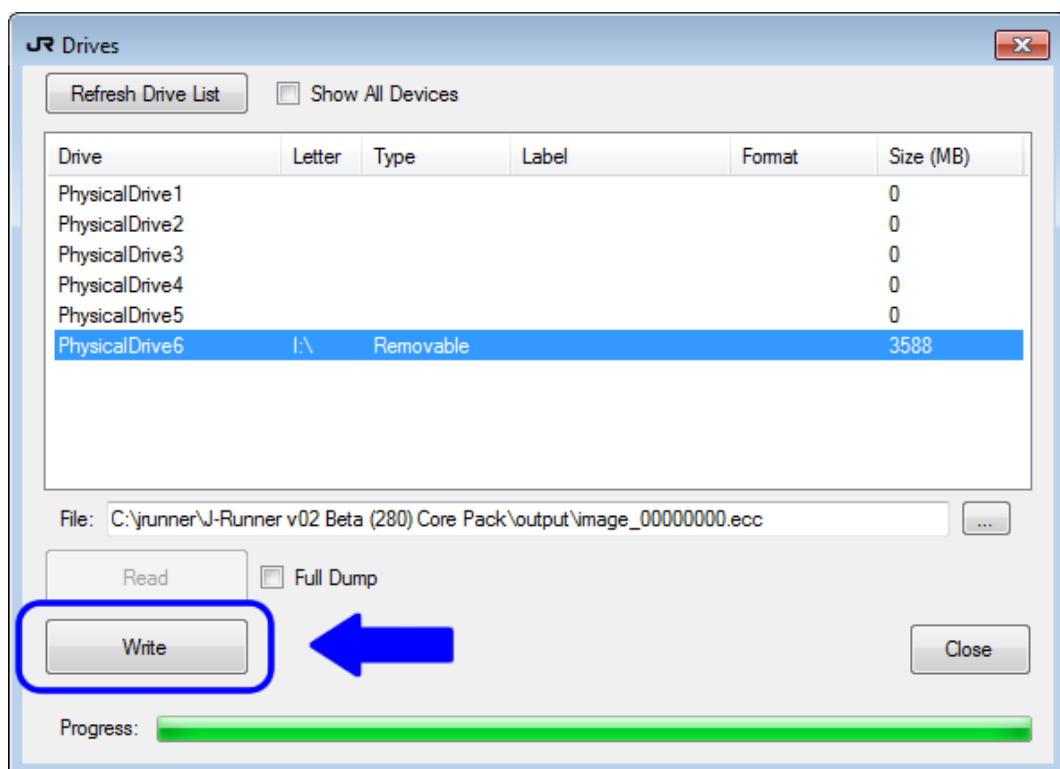 JR Drives
Refresh Drive List Show All Devices
Drive Letter Type Label Format Size (MB)
PhysicalDrive1 0
PhysicalDrive2 0
PhysicalDrive3 0
PhysicalDrive4 0
PhysicalDrive5 0
PhysicalDrive6 I:\ Removable 3588
File: C:\jrunner\J-Runner v02 Beta (280) Core Pack\output\image_00000000.ecc ...
Read Full Dump
Write Close
Progress: